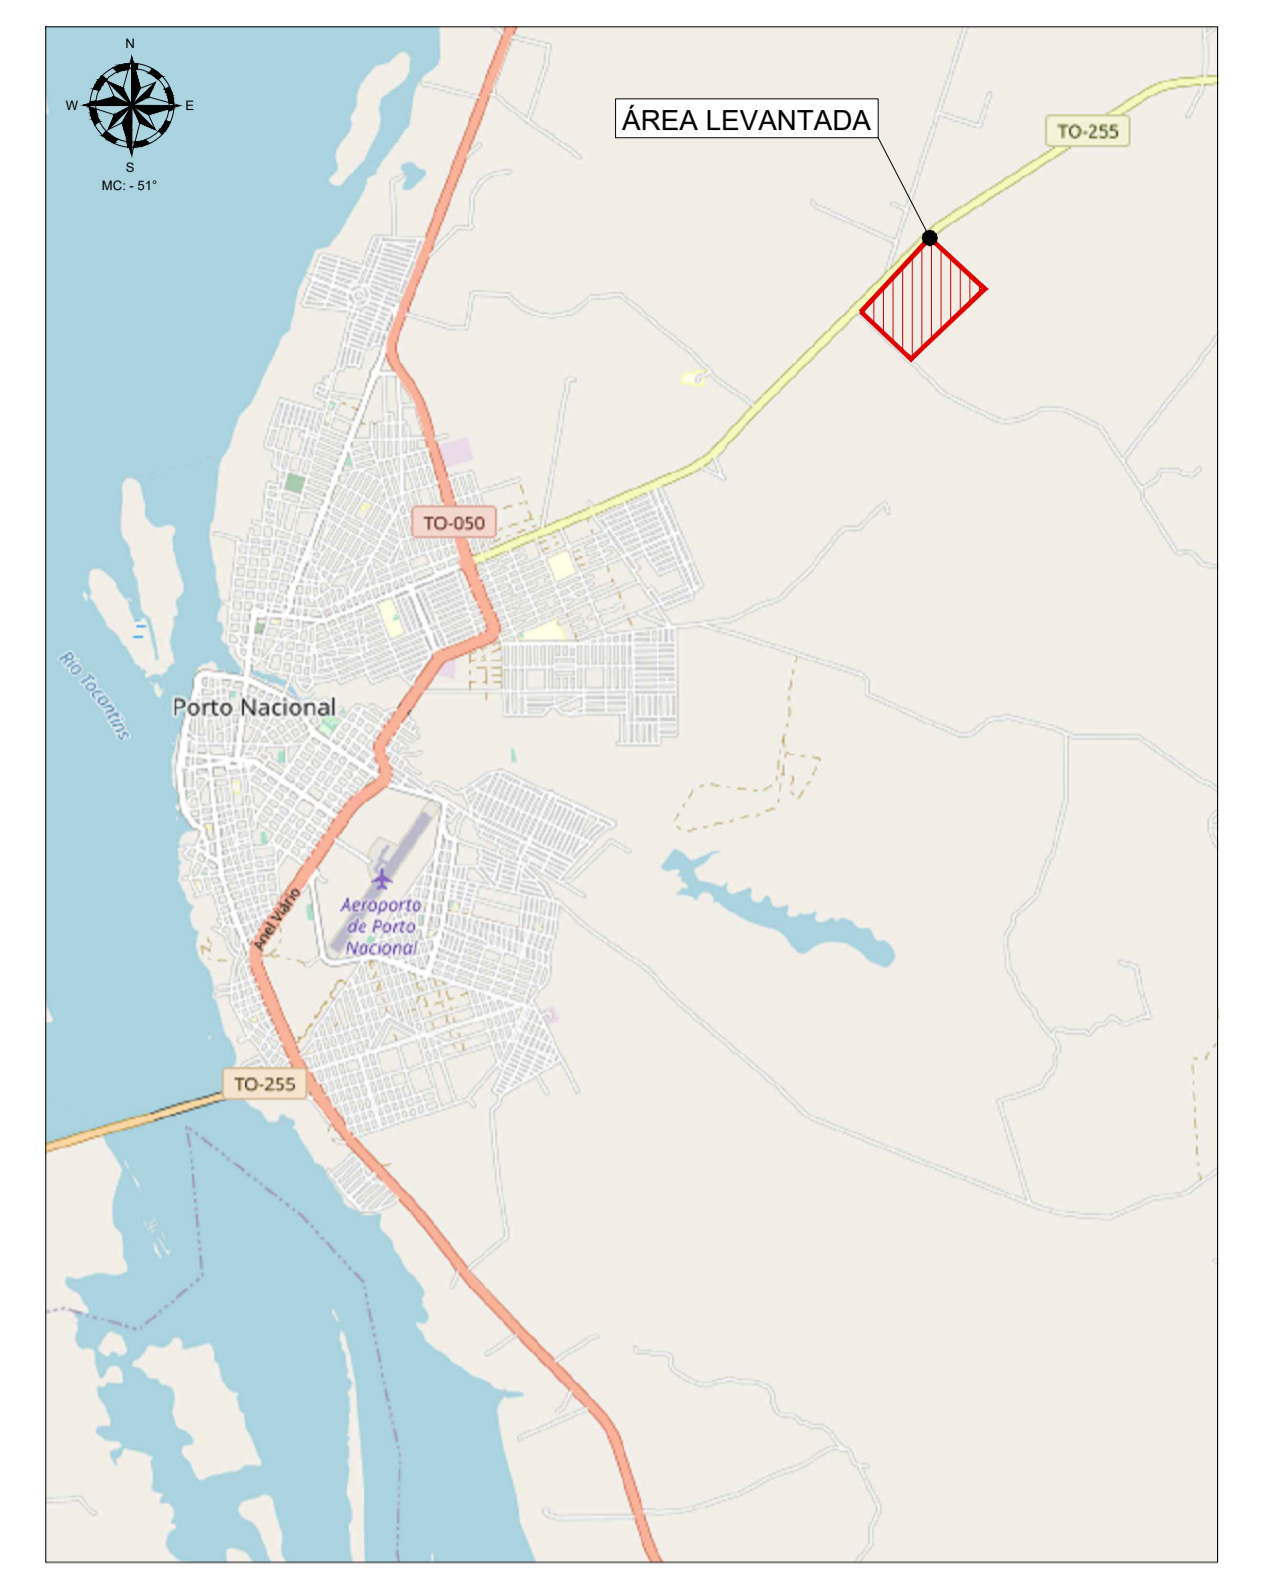 N
W
E
S
MC: - 51°
ÁREA LEVANTADA
TO-255
TO-050
Rio Tocantins
Porto Nacional
Aeroporto
de Porto
Nacional
Anel Viário
TO-255